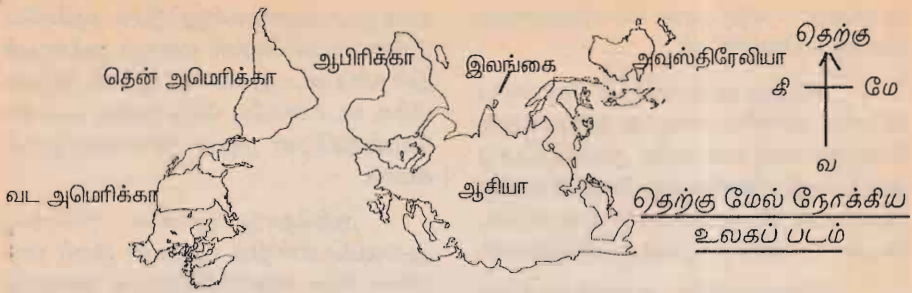 தென் அமெரிக்கா
ஆபிரிக்கா
இலங்கை
அவுஸ்திரேலியா
தெற்கு
கி
மே
வ
வட அமெரிக்கா
ஆசியா
தெற்கு மேல் நோக்கிய
உலகப் படம்